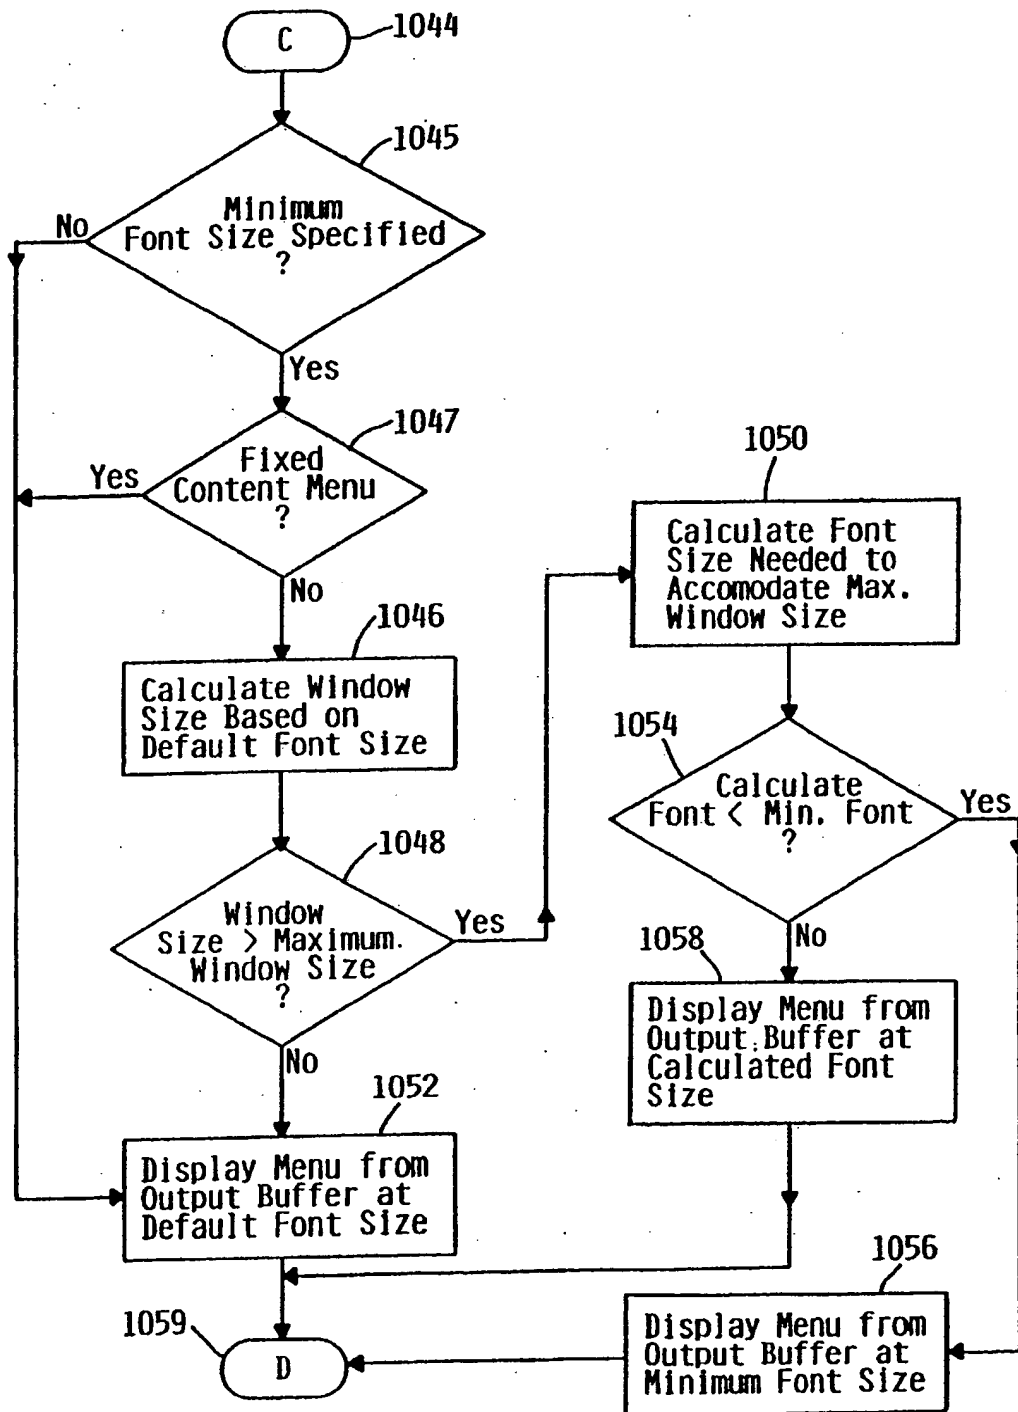 C
1044
1045
Minimum
Font Size Specified
?
No
Yes
1047
Fixed
Content Menu
?
Yes
No
1046
Calculate Window
Size Based on
Default Font Size
1048
Window
Size > Maximum.
Window Size
?
Yes
No
1052
Display Menu from
Output Buffer at
Default Font Size
1050
Calculate Font
Size Needed to
Accomodate Max.
Window Size
1054
Calculate
Font < Min. Font
?
Yes
No
1058
Display Menu from
Output Buffer at
Calculated Font
Size
1056
Display Menu from
Output Buffer at
Minimum Font Size
1059
D